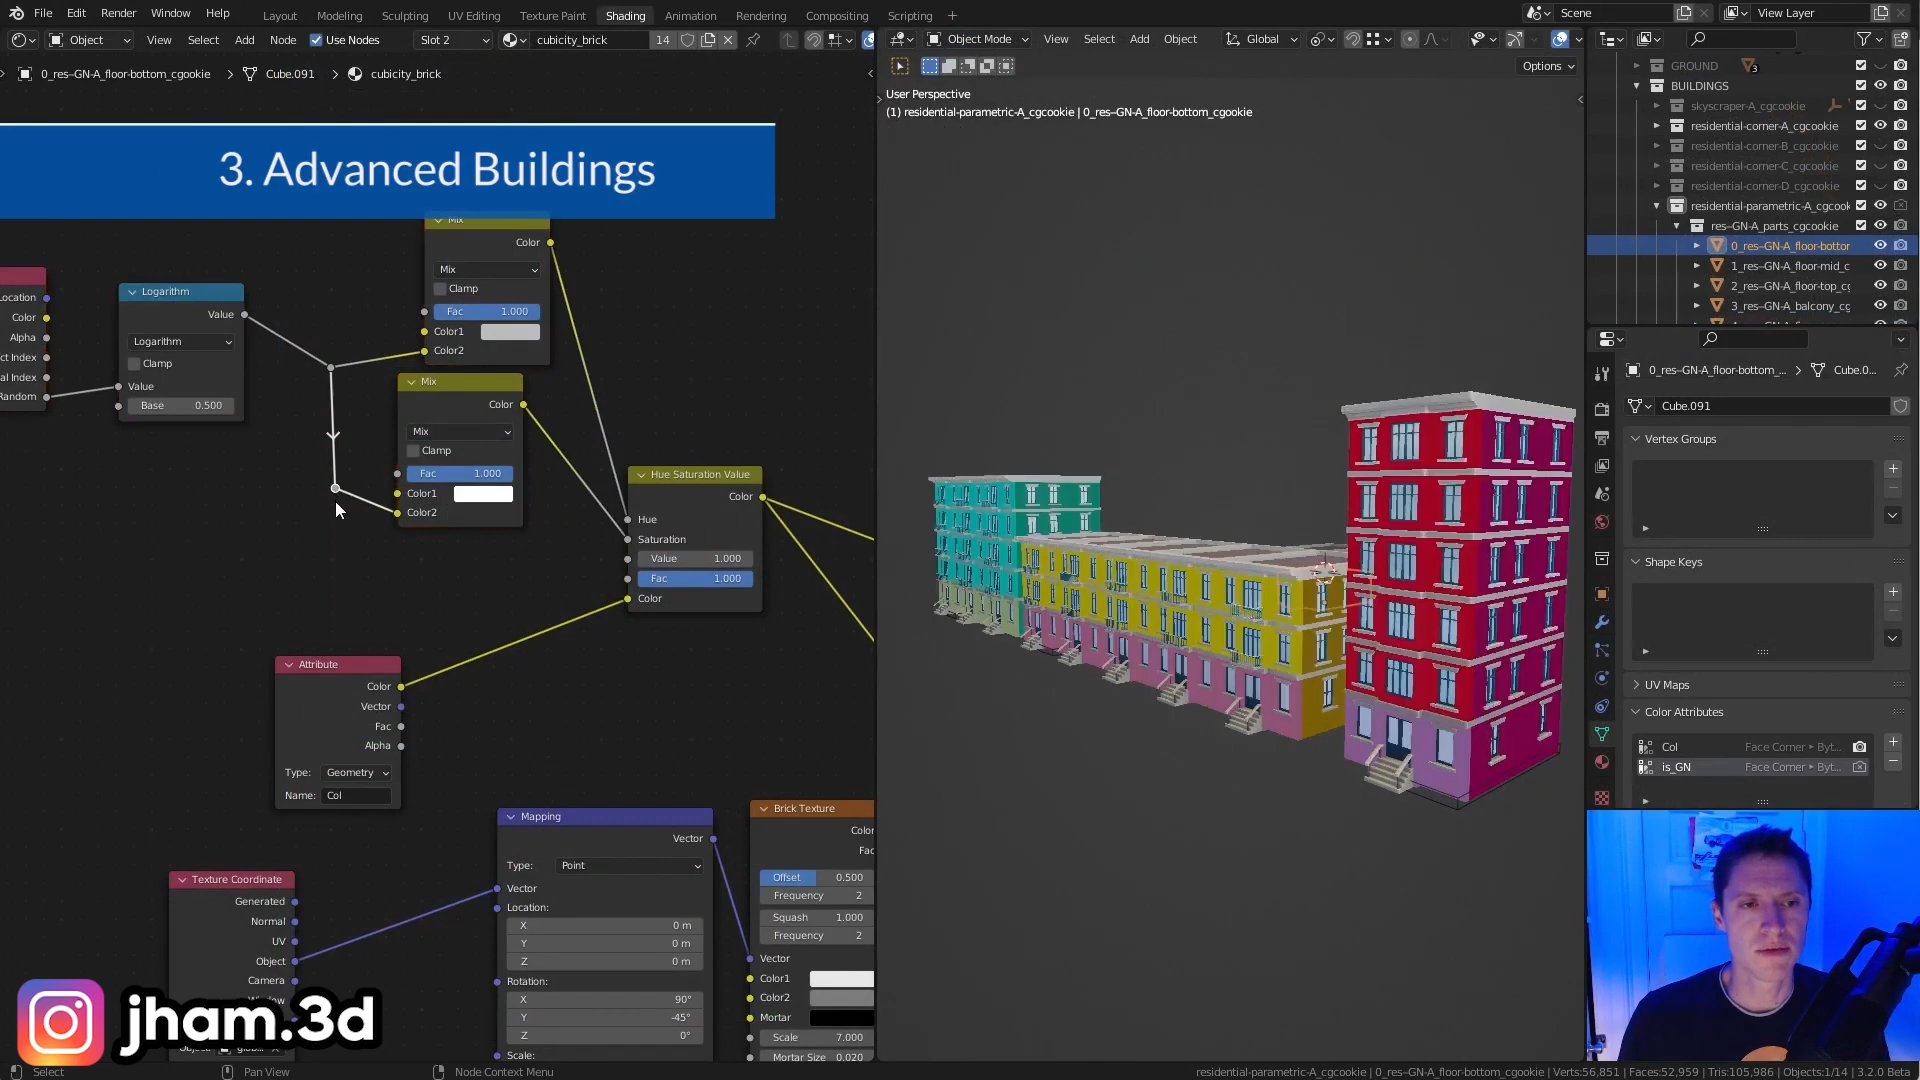 File Edit Render Window Help
Layout Modeling Sculpting UV Editing Texture Paint Shading Animation Rendering Compositing Scripting +
Scene
View Layer
Object View Select Add Node Use Nodes Slot 2 cubicity_brick 14
Object Mode View Select Add Object Global
Options
0_res–GN-A_floor-bottom_cgookie > Cube.091 > cubicity_brick
User Perspective
(1) residential-parametric-A_cgcookie | 0_res–GN-A_floor-bottom_cgookie
3. Advanced Buildings
Location
Color
Alpha
ct Index
al Index
Random
Logarithm
Value
Logarithm
Clamp
Value
Base 0.500
Mix
Color
Mix
Clamp
Fac 1.000
Color1
Color2
Mix
Color
Mix
Clamp
Fac 1.000
Color1
Color2
Hue Saturation Value
Color
Hue
Saturation
Value 1.000
Fac 1.000
Color
Attribute
Color
Vector
Fac
Alpha
Type: Geometry
Name: Col
Texture Coordinate
Generated
Normal
UV
Object
Camera
Mapping
Vector
Type: Point
Vector
Location:
X 0 m
Y 0 m
Z 0 m
Rotation:
X 90°
Y -45°
Z 0°
Scale:
Brick Texture
Color
Fac
Offset 0.500
Frequency 2
Squash 1.000
Frequency 2
Vector
Color1
Color2
Mortar
Scale 7.000
Mortar Size 0.020
GROUND 3
BUILDINGS
skyscraper-A_cgcookie
residential-corner-A_cgcookie
residential-corner-B_cgcookie
residential-corner-C_cgcookie
residential-corner-D_cgcookie
residential-parametric-A_cgcook
res–GN-A_parts_cgcookie
0_res–GN-A_floor-bottor
1_res–GN-A_floor-mid_c
2_res–GN-A_floor-top_cg
3_res–GN-A_balcony_cg
0_res–GN-A_floor-bottom_... > Cube.0...
Cube.091
Vertex Groups
Shape Keys
UV Maps
Color Attributes
Col Face Corner ▸ Byt...
is_GN Face Corner ▸ Byt...
jham.3d
Select Pan View Node Context Menu
residential-parametric-A_cgcookie | 0_res–GN-A_floor-bottom_cgookie | Verts:56,851 | Faces:52,959 | Tris:105,986 | Objects:1/14 | 3.2.0 Beta